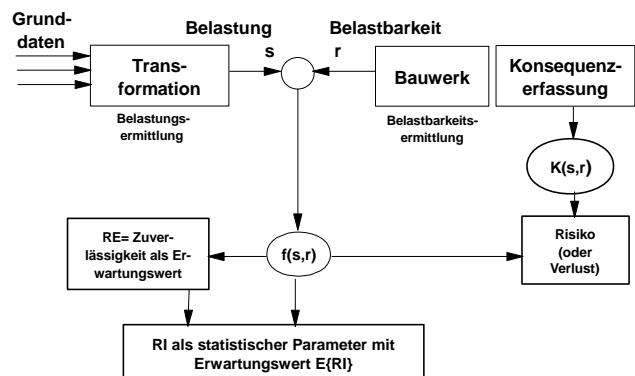 Grund-
daten
Belastung
s
Belastbarkeit
r
Trans-
formation
Belastungs-
ermittlung
Bauwerk
Belastbarkeits-
ermittlung
Konsequenz-
erfassung
K(s,r)
RE= Zuver-
lässigkeit als Er-
wartungswert
f(s,r)
Risiko
(oder
Verlust)
RI als statistischer Parameter mit
Erwartungswert E{RI}